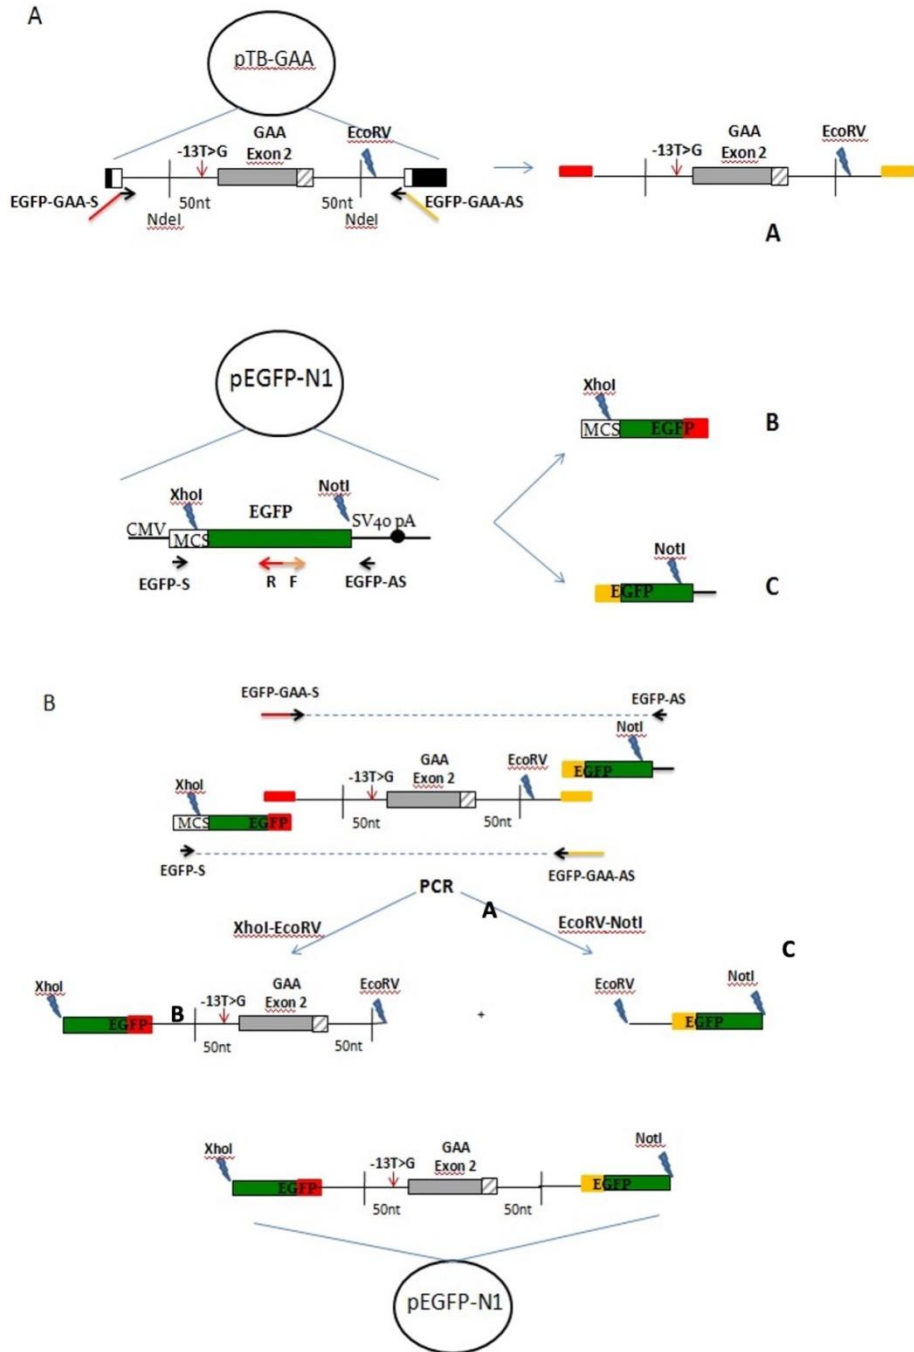 A
pTB-GAA
GAA
Exon 2
-13T>G
EcoRV
EGFP-GAA-S
50nt
50nt
EGFP-GAA-AS
NdeI
NdeI
-13T>G
GAA
Exon 2
EcoRV
A
pEGFP-N1
XhoI
MCS
EGFP
B
XhoI
EGFP
NotI
CMV
MCS
SV40 pA
EGFP-S
R
F
EGFP-AS
NotI
EGFP
C
B
EGFP-GAA-S
EGFP-AS
NotI
EGFP
XhoI
-13T>G
GAA
Exon 2
EcoRV
MCS
EGFP
50nt
50nt
EGFP-S
EGFP-GAA-AS
PCR
A
XhoI-EcoRV
EcoRV-NotI
C
XhoI
EGFP
B
-13T>G
GAA
Exon 2
EcoRV
50nt
50nt
+
EcoRV
NotI
EGFP
XhoI
EGFP
-13T>G
GAA
Exon 2
NotI
EGFP
50nt
50nt
pEGFP-N1